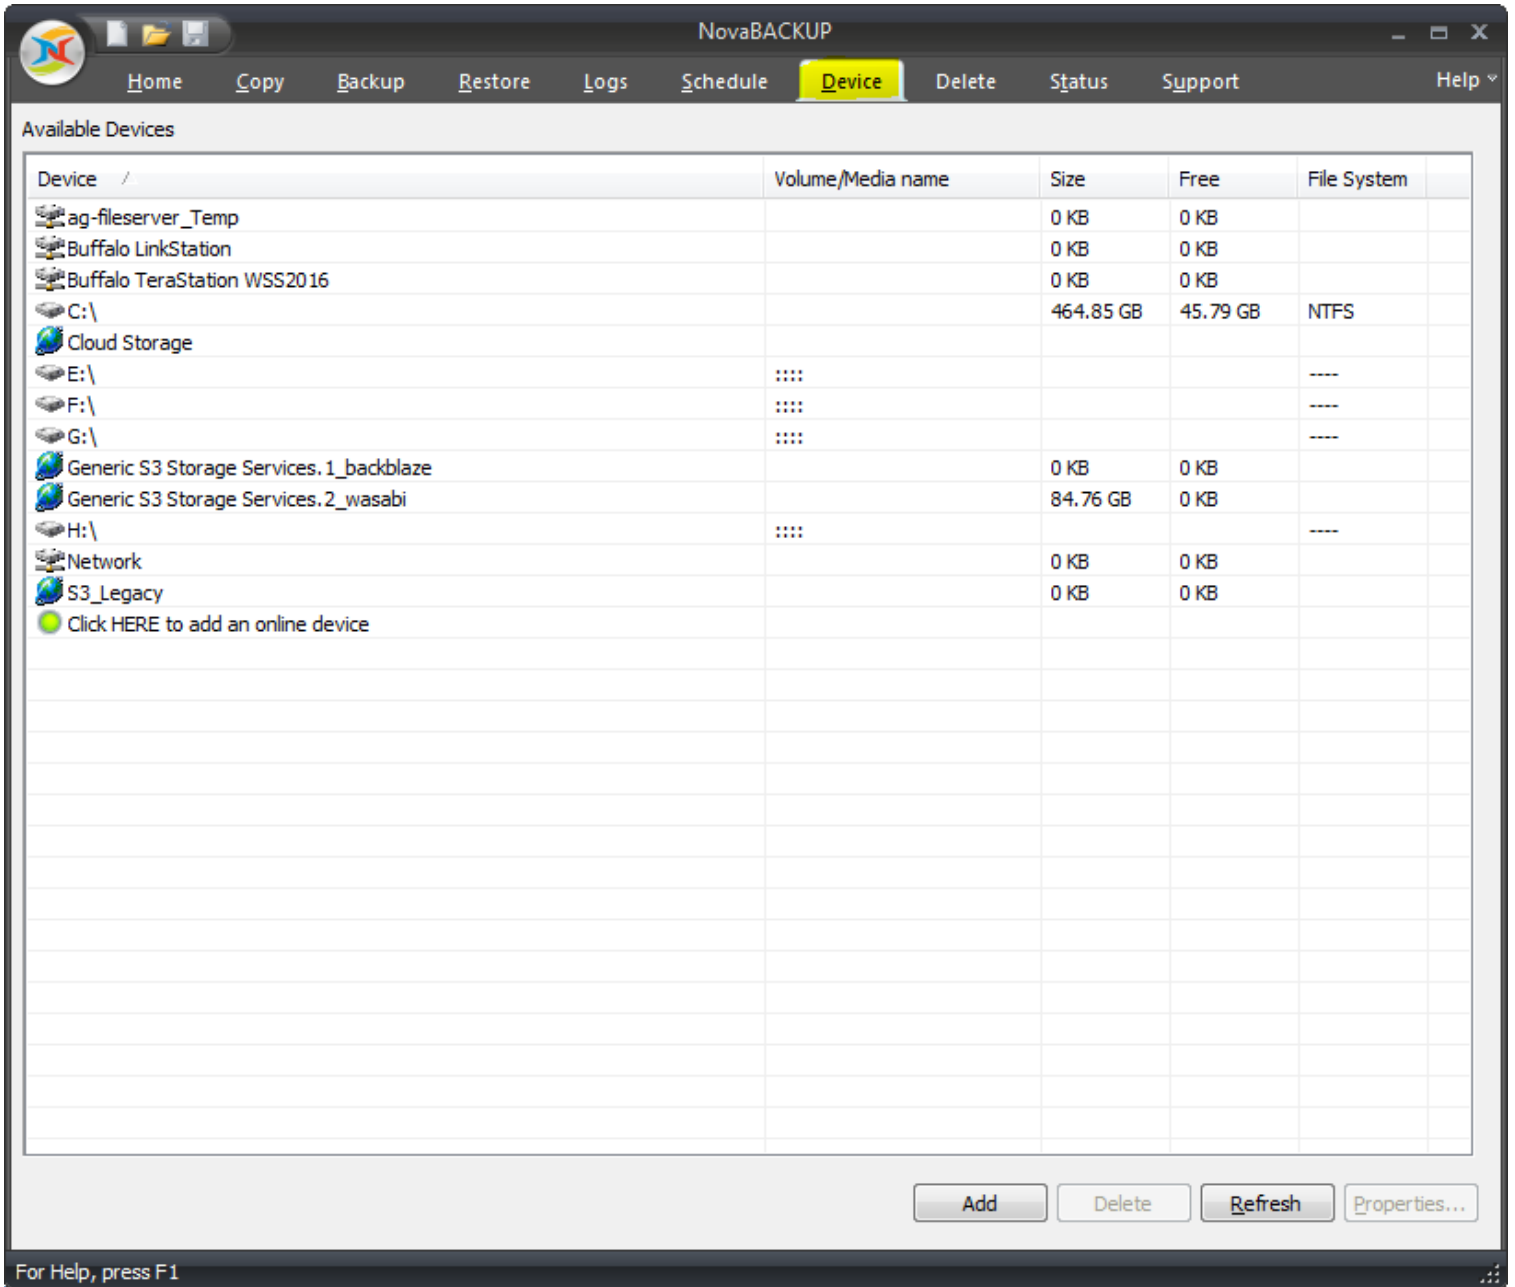 NovaBACKUP
Home Copy Backup Restore Logs Schedule Device Delete Status Support Help
Available Devices
Device Volume/Media name Size Free File System
ag-fileserver_Temp 0 KB 0 KB
Buffalo LinkStation 0 KB 0 KB
Buffalo TeraStation WSS2016 0 KB 0 KB
C:\ 464.85 GB 45.79 GB NTFS
Cloud Storage
E:\ :::: ----
F:\ :::: ----
G:\ :::: ----
Generic S3 Storage Services.1_backblaze 0 KB 0 KB
Generic S3 Storage Services.2_wasabi 84.76 GB 0 KB
H:\ :::: ----
Network 0 KB 0 KB
S3_Legacy 0 KB 0 KB
Click HERE to add an online device
Add Delete Refresh Properties...
For Help, press F1